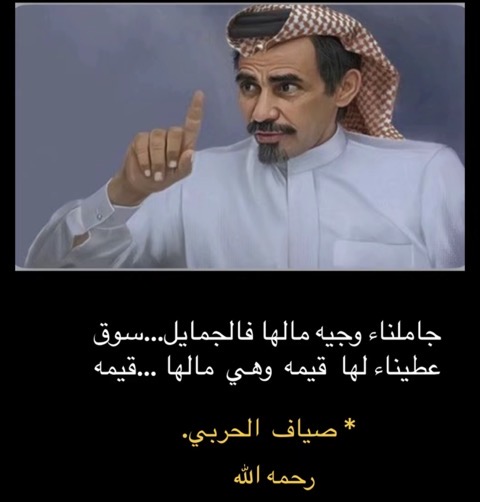 جاملناء وجيه مالها فالجمايل...سوق
عطيناء لها قيمه وهي مالها ...قيمه
* صياف الحربي.
رحمه الله